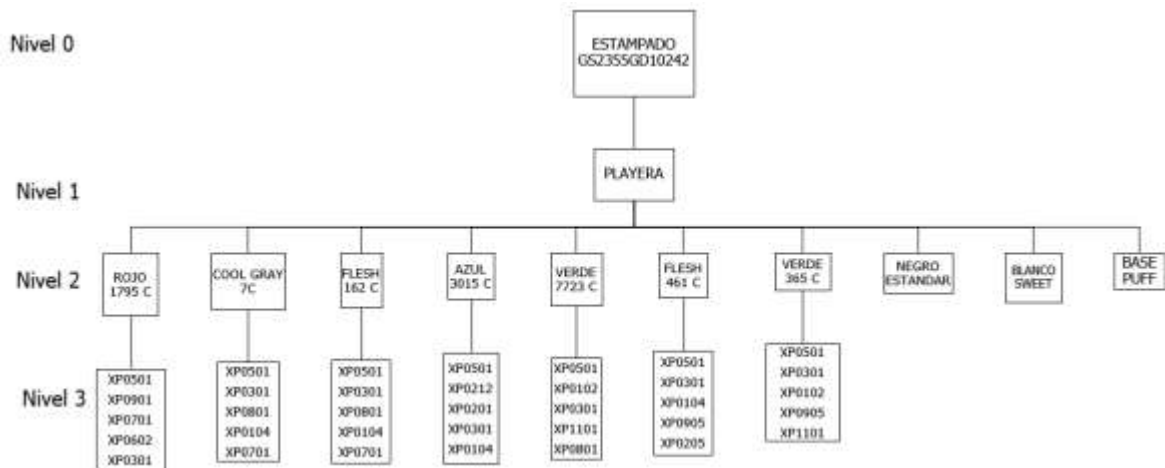 Nivel 0
ESTAMPADO
GS2355GD10242
Nivel 1
PLAYERA
Nivel 2
ROJO
1795 C
COOL GRAY
7C
FLESH
162 C
AZUL
3015 C
VERDE
7723 C
FLESH
461 C
VERDE
365 C
NEGRO
ESTANDAR
BLANCO
SWEET
BASE
PUFF
Nivel 3
XP0501
XP0901
XP0701
XP0602
XP0301
XP0501
XP0301
XP0801
XP0104
XP0701
XP0501
XP0301
XP0801
XP0104
XP0701
XP0501
XP0212
XP0201
XP0301
XP0104
XP0501
XP0102
XP0301
XP1101
XP0801
XP0501
XP0301
XP0104
XP0905
XP0205
XP0501
XP0301
XP0102
XP0905
XP1101